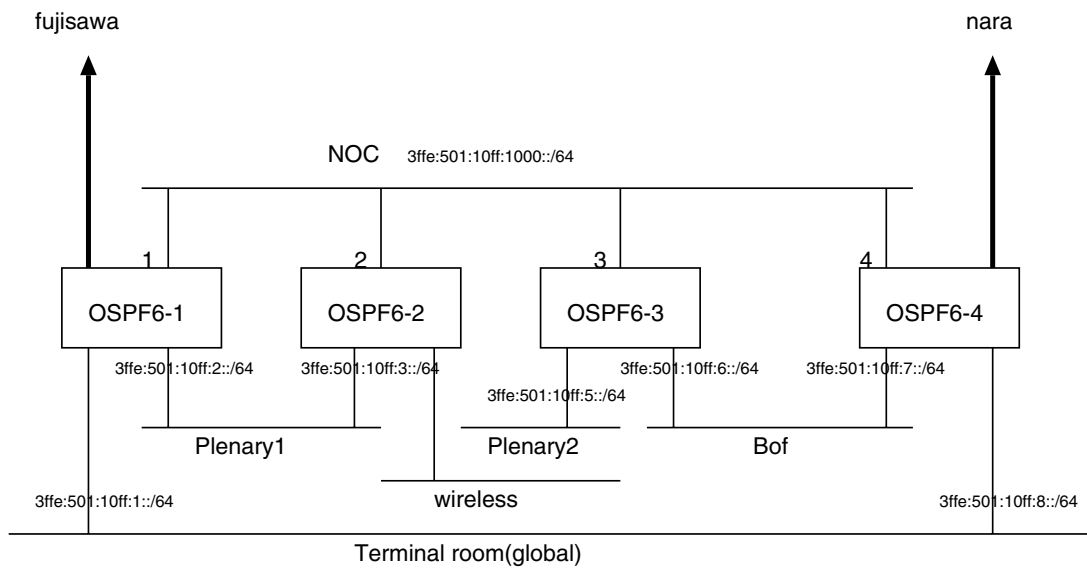 fujisawa
nara
NOC 3ffe:501:10ff:1000::/64
1
2
3
4
OSPF6-1
OSPF6-2
OSPF6-3
OSPF6-4
3ffe:501:10ff:2::/64
3ffe:501:10ff:3::/64
3ffe:501:10ff:6::/64
3ffe:501:10ff:7::/64
3ffe:501:10ff:5::/64
Plenary1
Plenary2
Bof
wireless
3ffe:501:10ff:1::/64
3ffe:501:10ff:8::/64
Terminal room(global)